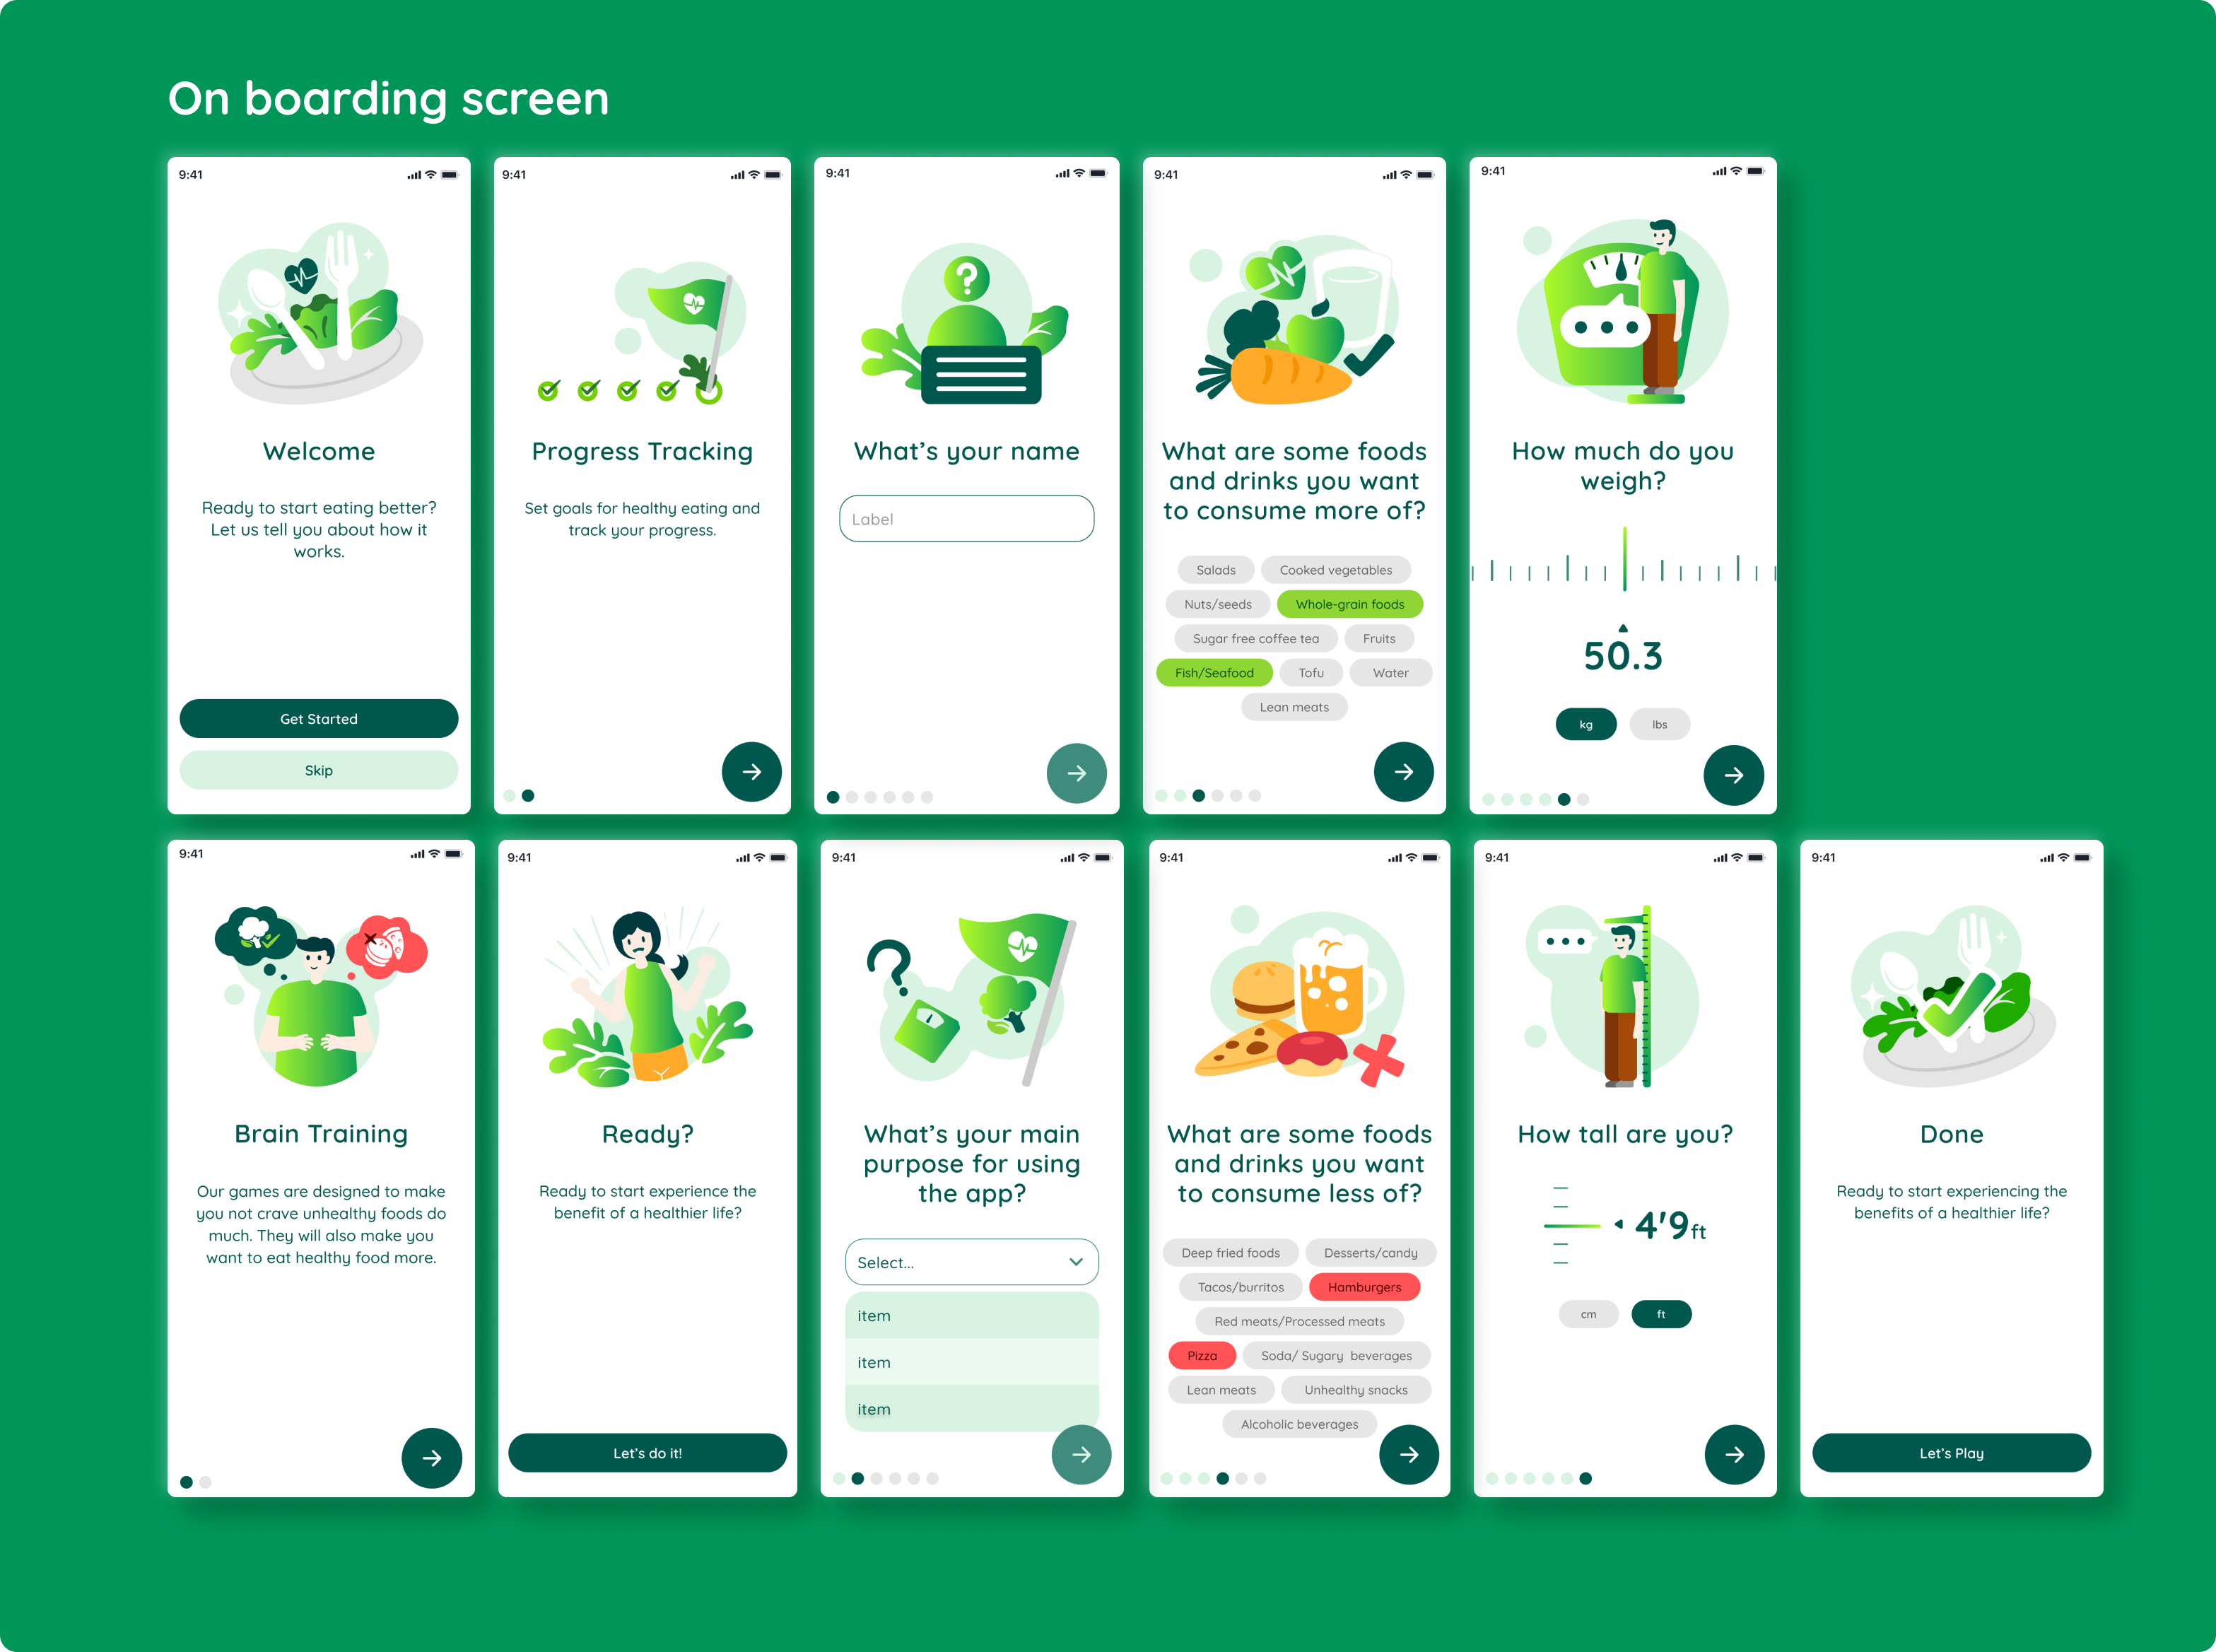 On boarding screen
9:41
Welcome
Ready to start eating better?
Let us tell you about how it
works.
Get Started
Skip
9:41
Progress Tracking
Set goals for healthy eating and
track your progress.
9:41
?
What's your name
Label
9:41
What are some foods
and drinks you want
to consume more of?
Salads
Cooked vegetables
Nuts/seeds
Whole-grain foods
Sugar free coffee tea
Fruits
Fish/Seafood
Tofu
Water
Lean meats
9:41
How much do you
weigh?
50.3
kg
lbs
9:41
Brain Training
Our games are designed to make
you not crave unhealthy foods do
much. They will also make you
want to eat healthy food more.
9:41
Ready?
Ready to start experience the
benefit of a healthier life?
Let's do it!
9:41
?
What's your main
purpose for using
the app?
Select...
item
item
item
9:41
What are some foods
and drinks you want
to consume less of?
Deep fried foods
Desserts/candy
Tacos/burritos
Hamburgers
Red meats/Processed meats
Pizza
Soda/ Sugary  beverages
Lean meats
Unhealthy snacks
Alcoholic beverages
9:41
How tall are you?
4'9 ft
cm
ft
9:41
Done
Ready to start experiencing the
benefits of a healthier life?
Let's Play